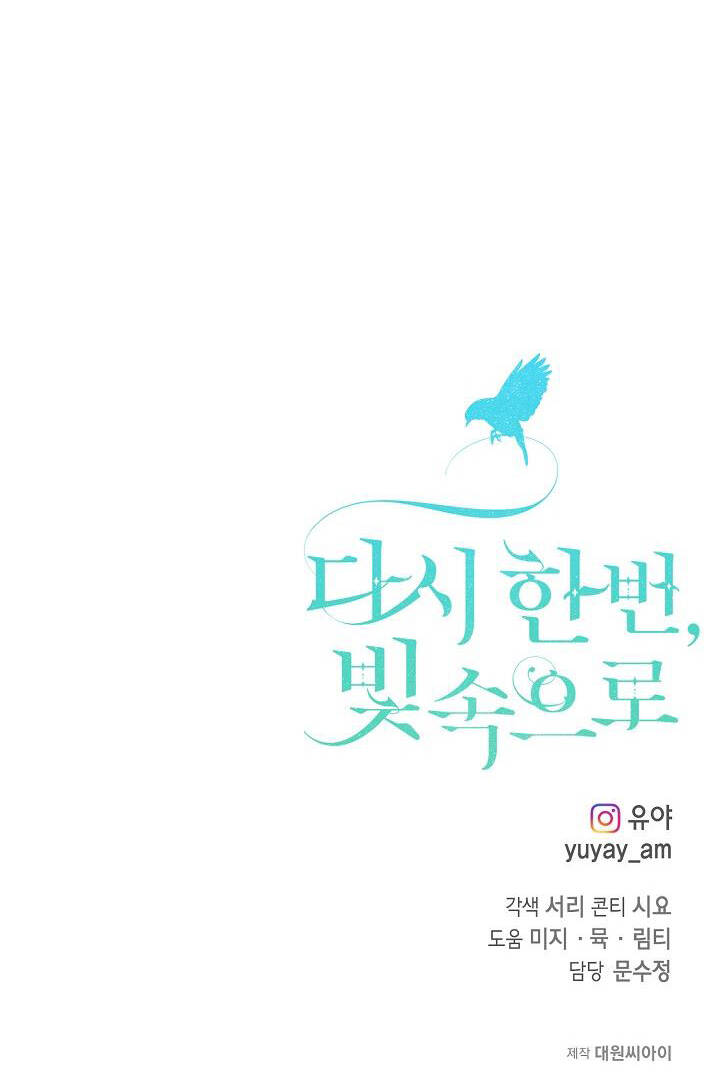 다시 한번,
빛 속으로
유야
yuyay_am
각색 서리 콘티 시요
도움 미지 · 뮥 · 림티
담당 문수정
제작 대원씨아이